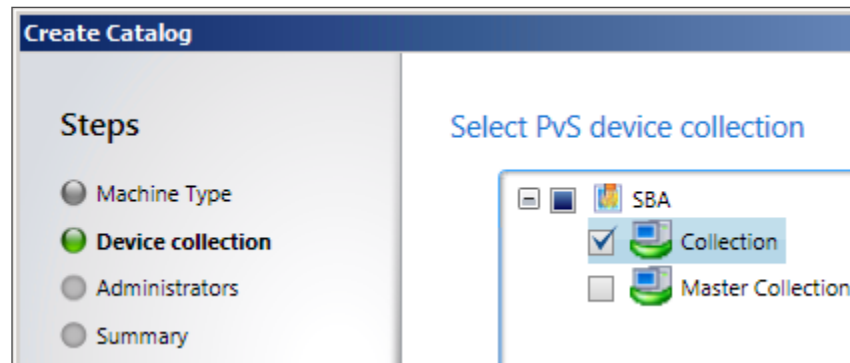 Create Catalog
Steps
Machine Type
Device collection
Administrators
Summary
Select PvS device collection
SBA
Collection
Master Collection